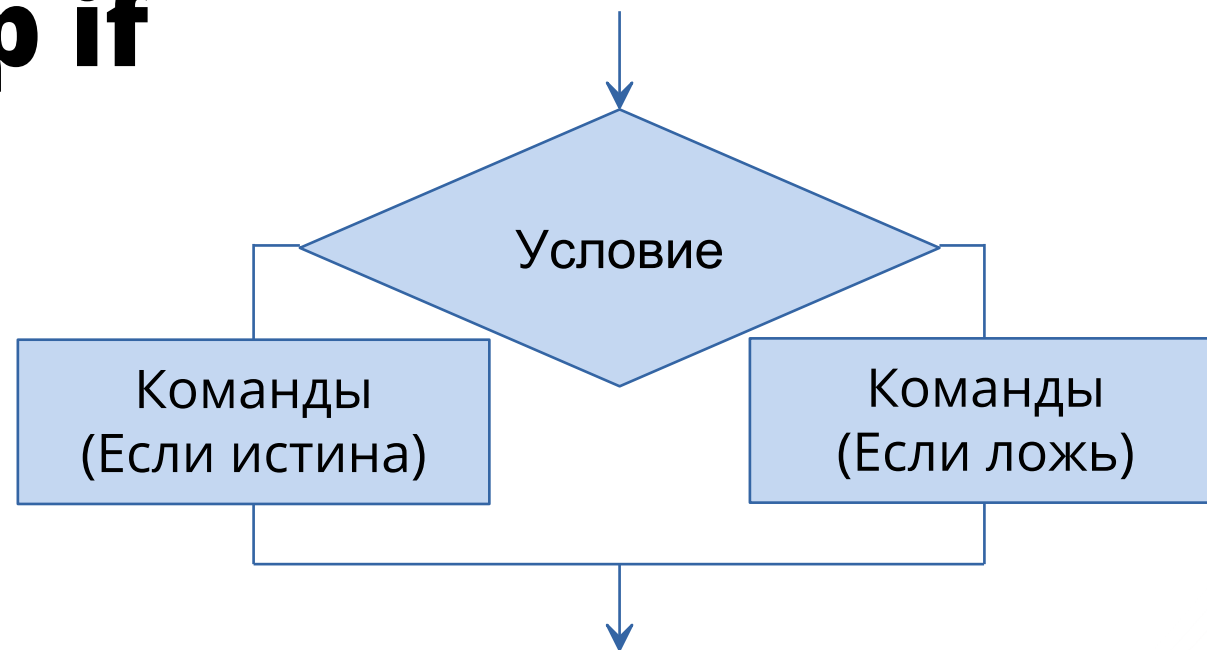 р if
Условие
Команды
(Если истина)
Команды
(Если ложь)